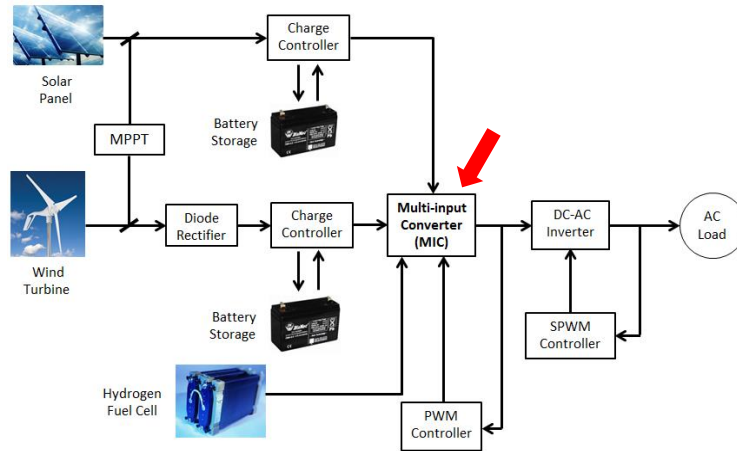 Solar
Panel
Charge
Controller
Battery
Storage
MPPT
Wind
Turbine
Diode
Rectifier
Charge
Controller
Battery
Storage
Multi-input
Converter
(MIC)
DC-AC
Inverter
AC
Load
SPWM
Controller
Hydrogen
Fuel Cell
PWM
Controller